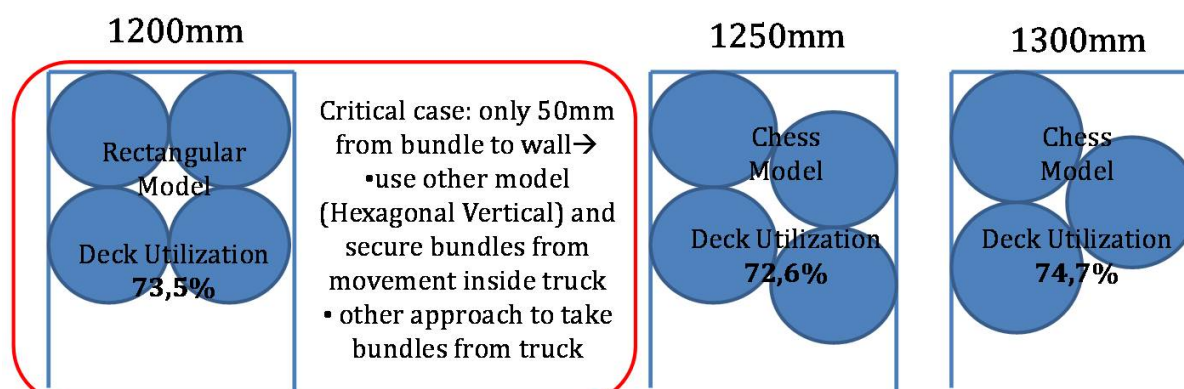 1200mm
Rectangular
Model
Deck Utilization
73,5%
Critical case: only 50mm
from bundle to wall→
•use other model
(Hexagonal Vertical) and
secure bundles from
movement inside truck
• other approach to take
bundles from truck
1250mm
Chess
Model
Deck Utilization
72,6%
1300mm
Chess
Model
Deck Utilization
74,7%